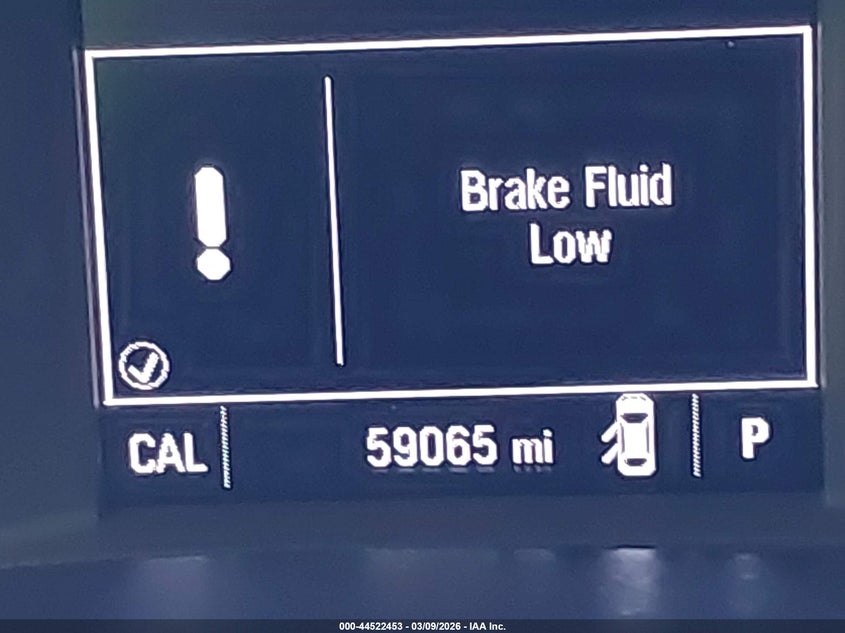 Brake Fluid
Low
CAL
59065 mi
P
000-44522453 - 03/09/2026 - IAA Inc.